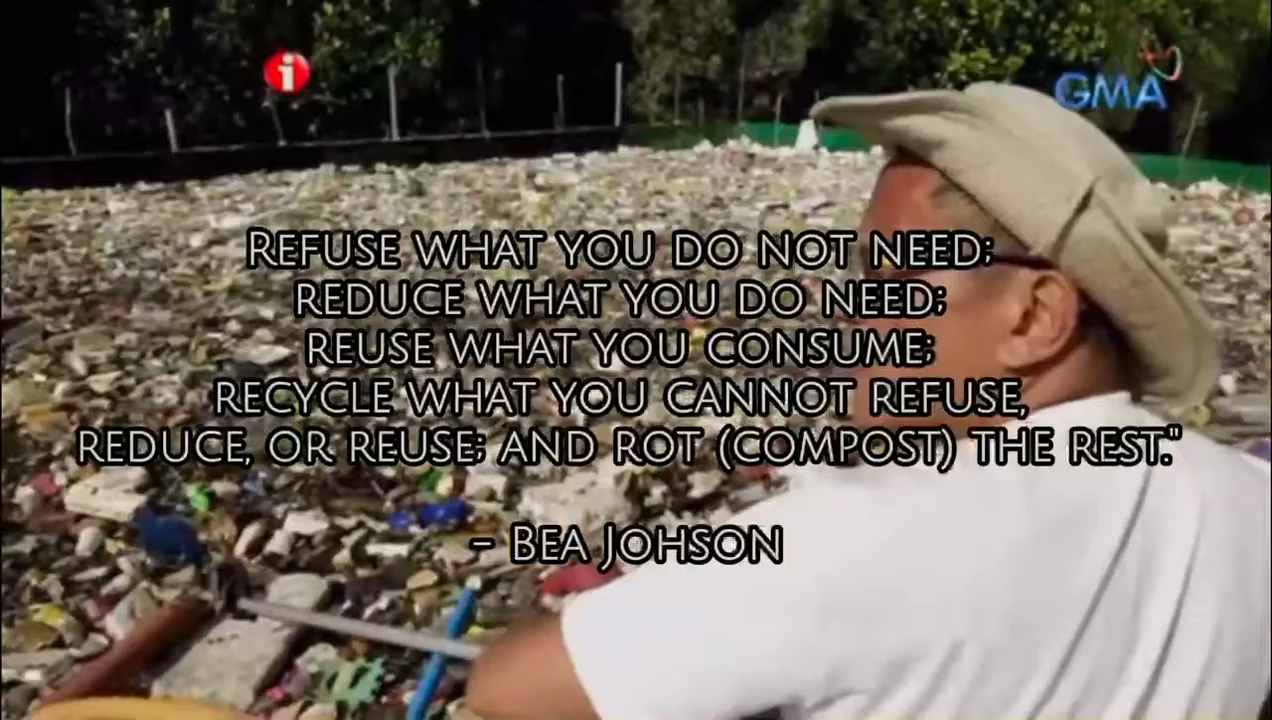 i
GMA
REFUSE WHAT YOU DO NOT NEED;
REDUCE WHAT YOU DO NEED;
REUSE WHAT YOU CONSUME;
RECYCLE WHAT YOU CANNOT REFUSE,
REDUCE, OR REUSE; AND ROT (COMPOST) THE REST."
- BEA JOHSON